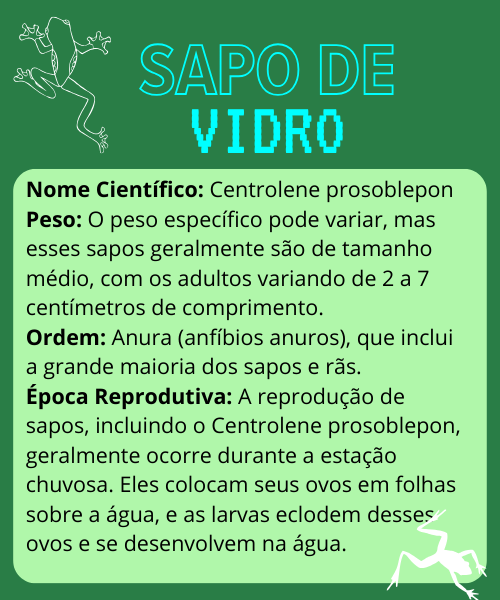 SAPO DE
VIDRO
Nome Científico: Centrolene prosoblepon
Peso: O peso específico pode variar, mas
esses sapos geralmente são de tamanho
médio, com os adultos variando de 2 a 7
centímetros de comprimento.
Ordem: Anura (anfíbios anuros), que inclui
a grande maioria dos sapos e rãs.
Época Reprodutiva: A reprodução de
sapos, incluindo o Centrolene prosoblepon,
geralmente ocorre durante a estação
chuvosa. Eles colocam seus ovos em folhas
sobre a água, e as larvas eclodem desses
ovos e se desenvolvem na água.